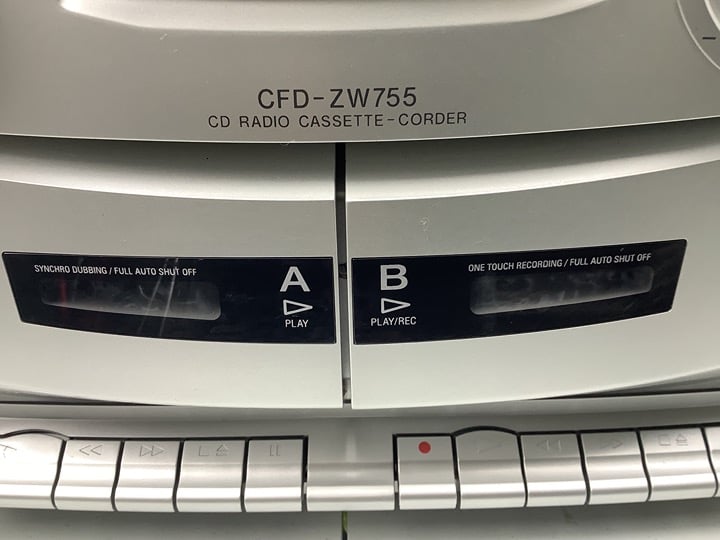 CFD-ZW755
CD RADIO CASSETTE-CORDER
SYNCHRO DUBBING / FULL AUTO SHUT OFF
A
PLAY
B
PLAY/REC
ONE TOUCH RECORDING / FULL AUTO SHUT OFF